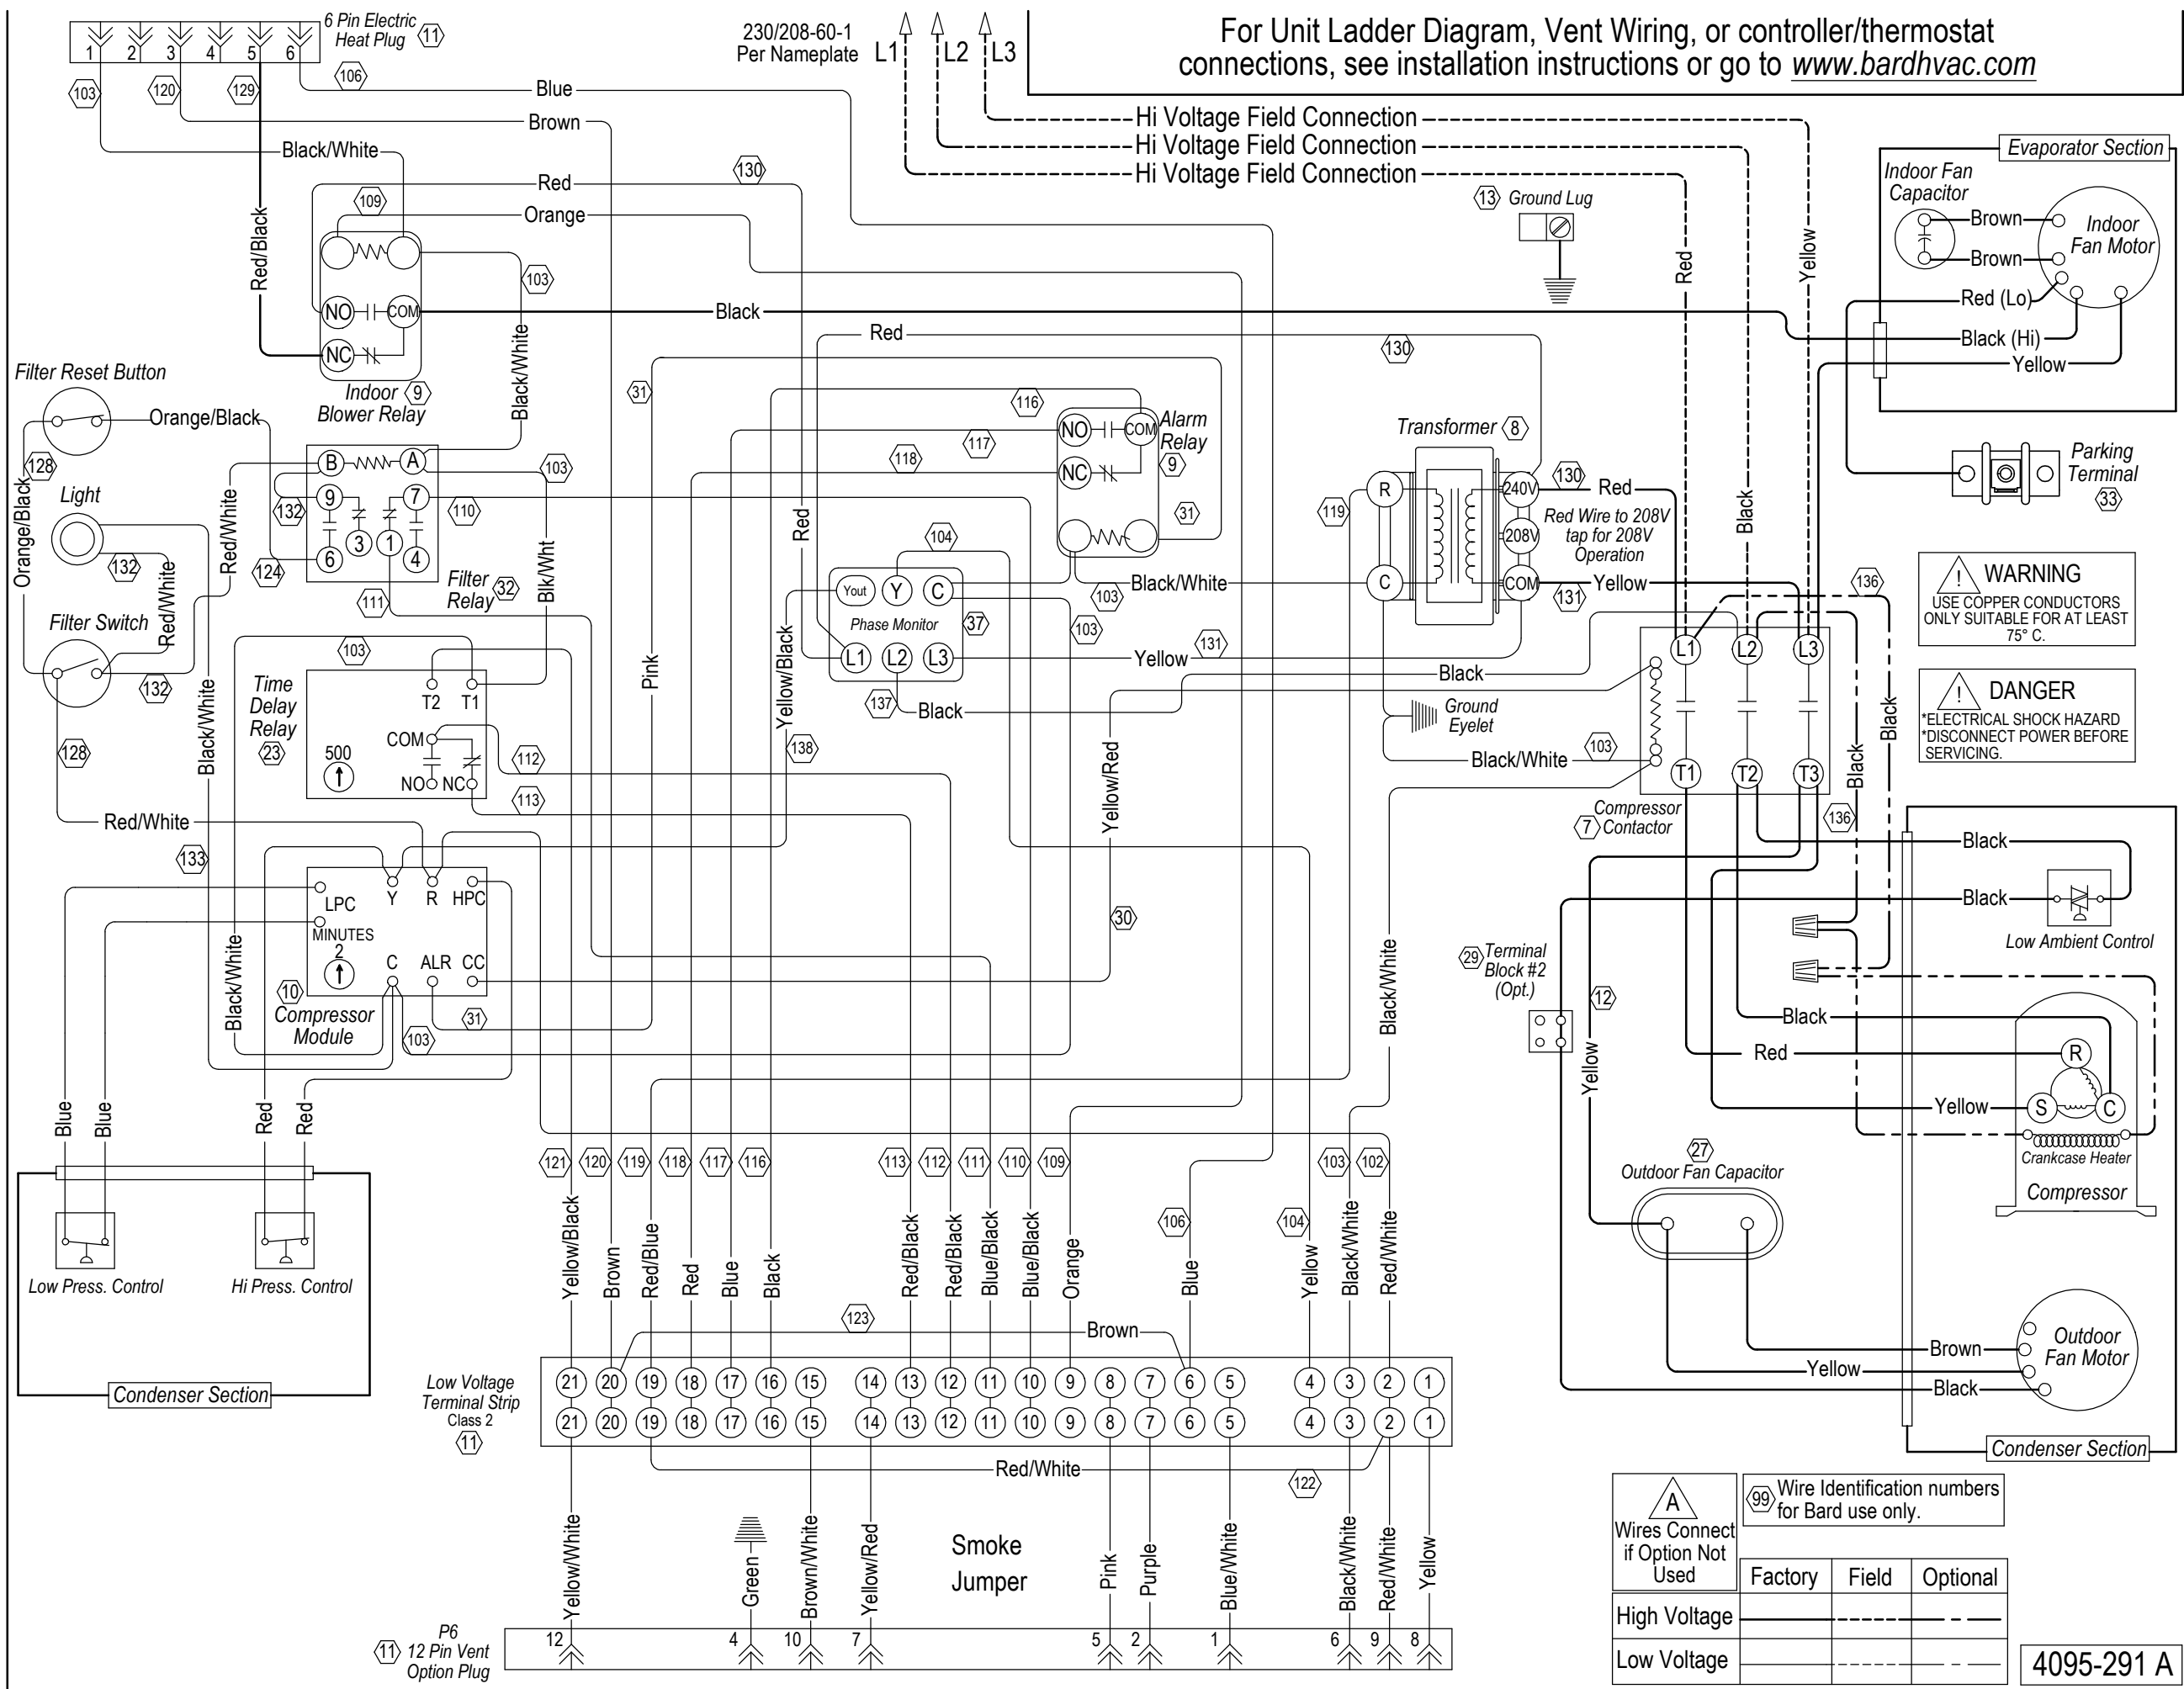 6 Pin Electric
Heat Plug 11
1 2 3 4 5 6
103 120 129 106
Blue
Brown
Black/White
Red 130
109
Orange
Red/Black
103
NO COM
NC
Indoor 9
Blower Relay
Black/White
Black
230/208-60-1
Per Nameplate
L1 L2 L3
For Unit Ladder Diagram, Vent Wiring, or controller/thermostat
connections, see installation instructions or go to www.bardhvac.com
Hi Voltage Field Connection
Hi Voltage Field Connection
Hi Voltage Field Connection
13 Ground Lug
Red
Black
Yellow
Evaporator Section
Indoor Fan
Capacitor
Brown
Brown
Indoor
Fan Motor
Red (Lo)
Black (Hi)
Yellow
Parking
Terminal
33
Filter Reset Button
Orange/Black
128
Orange/Black
Light
132
Red/White
Red/White
Filter Switch
132
128
Red/White
133
Black/White
B A
9 7
3 1
6 4
132 110
124
111
103
Filter
Relay 32
Blk/Wht
103
Time
Delay
Relay
23
T2 T1
COM
500
NO NC
112
113
LPC
Y R HPC
MINUTES
2
C ALR CC
10
Compressor
Module
31
103
Black/White
Blue
Blue
Red
Red
Low Press. Control
Hi Press. Control
Condenser Section
Red
130
31
116
117
118
NO COM
NC
Alarm
Relay
9
31
104
Yout Y C
Phase Monitor 37
L1 L2 L3
Red
103
Black/White
103
Yellow 131
137
Black
Pink
Yellow/Black
138
Yellow/Red
30
Transformer 8
R 240V
208V
C COM
119
130 Red
Red Wire to 208V
tap for 208V
Operation
131 Yellow
Black
Ground
Eyelet
Black/White 103
L1 L2 L3
T1 T2 T3
Compressor
7 Contactor
136
Black
Black
136
WARNING
!
USE COPPER CONDUCTORS
ONLY SUITABLE FOR AT LEAST
75° C.
DANGER
!
*ELECTRICAL SHOCK HAZARD
*DISCONNECT POWER BEFORE
SERVICING.
Black
Black
Low Ambient Control
29 Terminal
Block #2
(Opt.)
12
Black/White
Yellow
Black
Red
Yellow
R
S C
Crankcase Heater
Compressor
27
Outdoor Fan Capacitor
Brown
Yellow
Black
Outdoor
Fan Motor
Condenser Section
121 120 119 118 117 116 113 112 111 110 109 106 104 103 102
Yellow/Black
Brown
Red/Blue
Red
Blue
Black
Red/Black
Red/Black
Blue/Black
Blue/Black
Orange
Blue
Yellow
Black/White
Red/White
123
Brown
Low Voltage
Terminal Strip
Class 2
11
21 20 19 18 17 16 15 14 13 12 11 10 9 8 7 6 5 4 3 2 1
21 20 19 18 17 16 15 14 13 12 11 10 9 8 7 6 5 4 3 2 1
Red/White
122
Yellow/White
Green
Brown/White
Yellow/Red
Smoke
Jumper
Pink
Purple
Blue/White
Black/White
Red/White
Yellow
P6
11 12 Pin Vent
Option Plug
12 4 10 7 5 2 1 6 9 8
A
Wires Connect
if Option Not
Used
99 Wire Identification numbers
for Bard use only.
Factory Field Optional
High Voltage
Low Voltage
4095-291 A